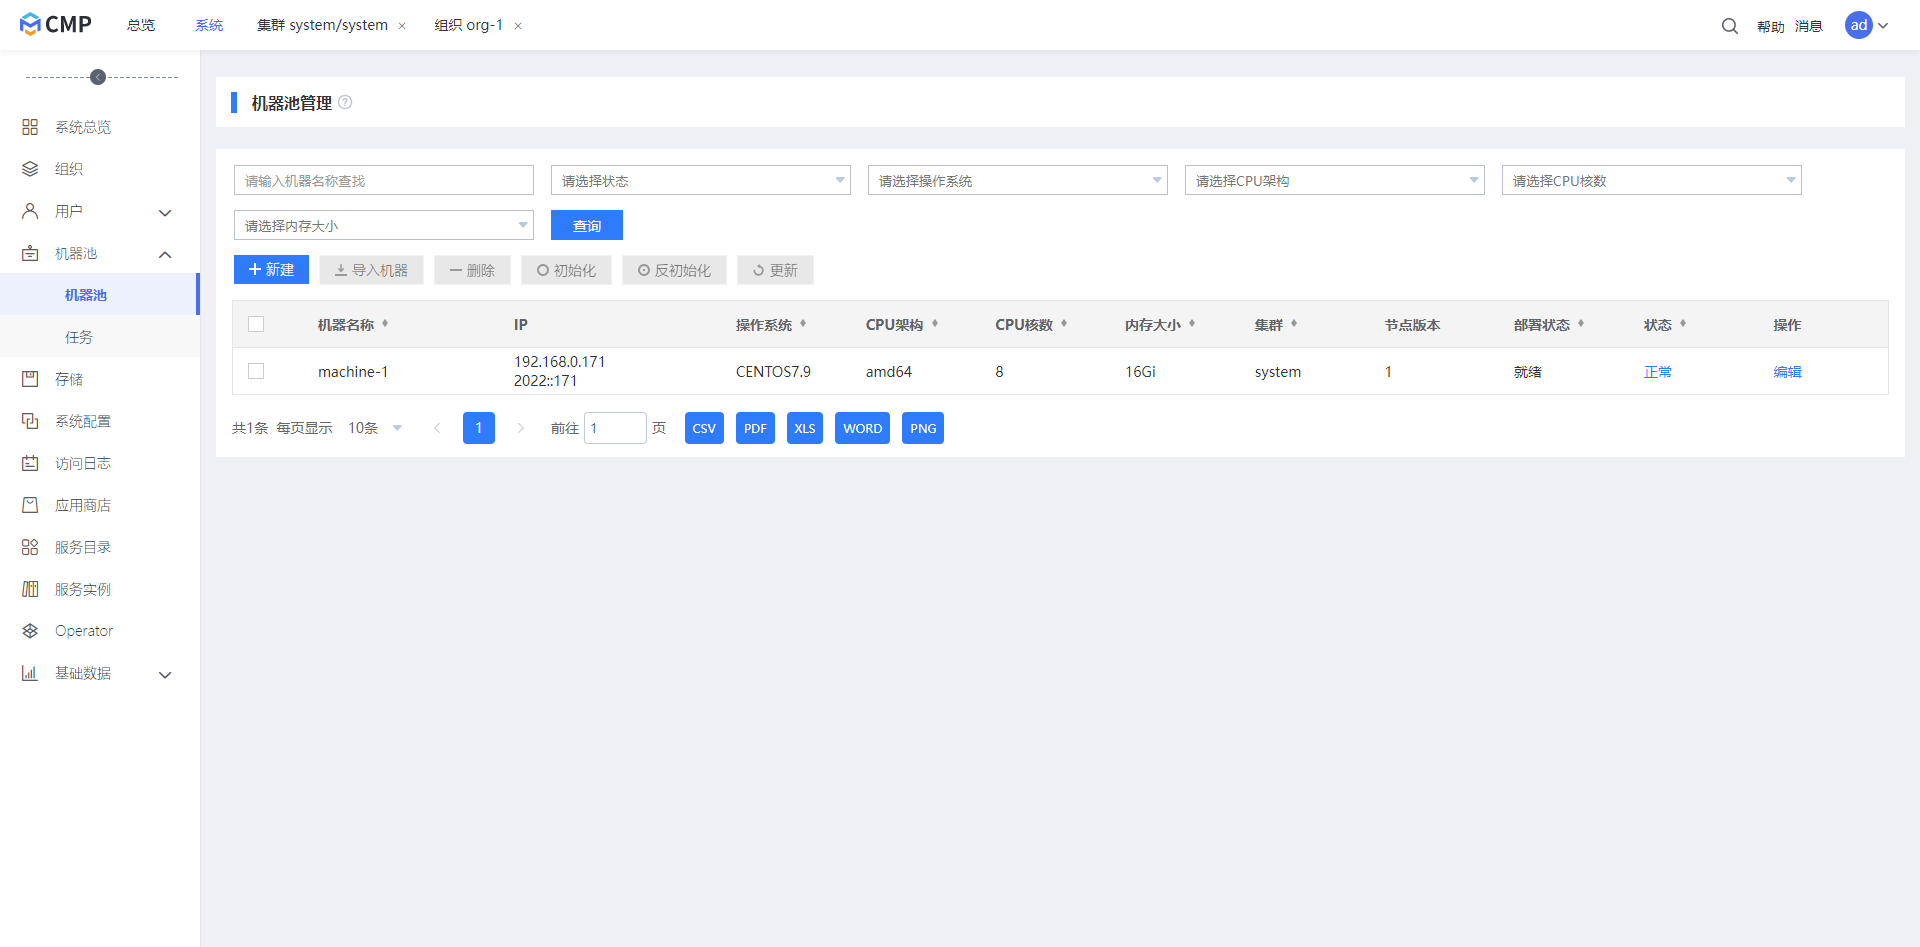 CMP 总览 系统 集群 system/system × 组织 org-1 × 帮助 消息 ad
系统总览
组织
用户
机器池
机器池
任务
存储
系统配置
访问日志
应用商店
服务目录
服务实例
Operator
基础数据
机器池管理 ?
请输入机器名称查找 请选择状态 请选择操作系统 请选择CPU架构 请选择CPU核数
请选择内存大小 查询
新建 导入机器 删除 初始化 反初始化 更新
机器名称 IP 操作系统 CPU架构 CPU核数 内存大小 集群 节点版本 部署状态 状态 操作
machine-1 192.168.0.171 CENTOS7.9 amd64 8 16Gi system 1 就绪 正常 编辑
2022::171
共1条 每页显示 10条 1 前往 1 页 CSV PDF XLS WORD PNG